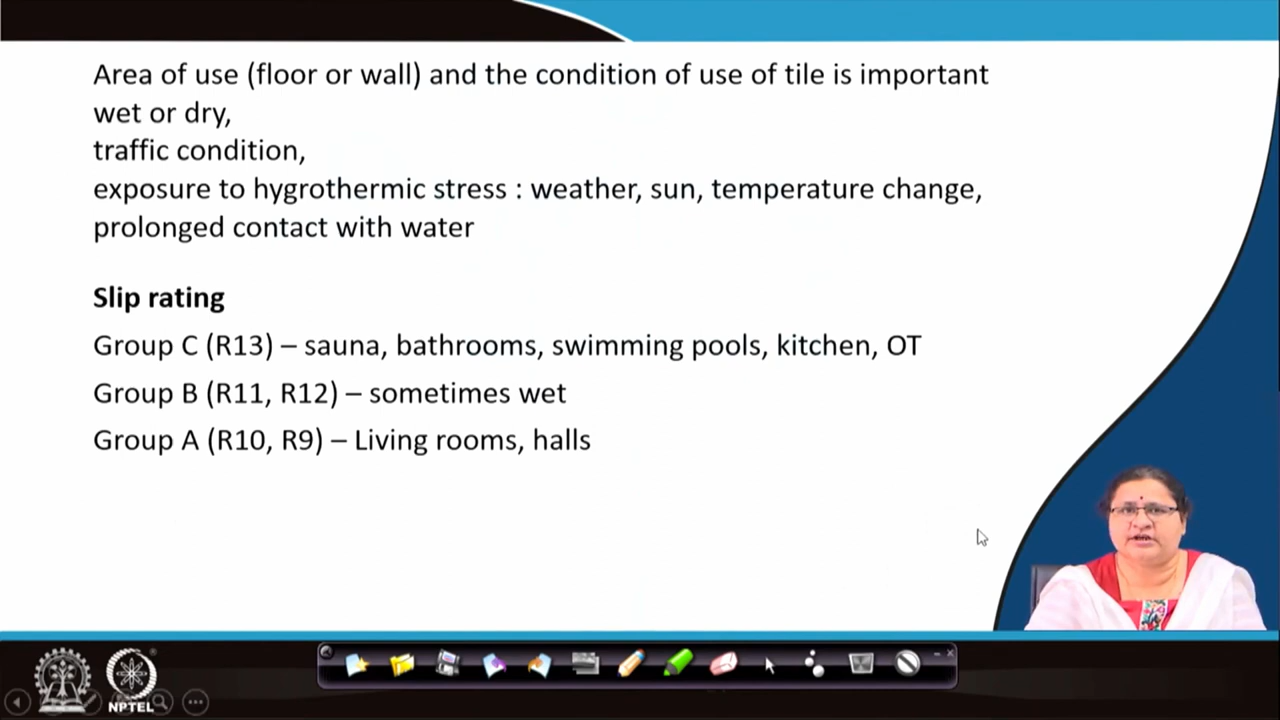 Area of use (floor or wall) and the condition of use of tile is important
wet or dry,
traffic condition,
exposure to hygrothermic stress : weather, sun, temperature change,
prolonged contact with water
Slip rating
Group C (R13) – sauna, bathrooms, swimming pools, kitchen, OT
Group B (R11, R12) – sometimes wet
Group A (R10, R9) – Living rooms, halls
NPTEL